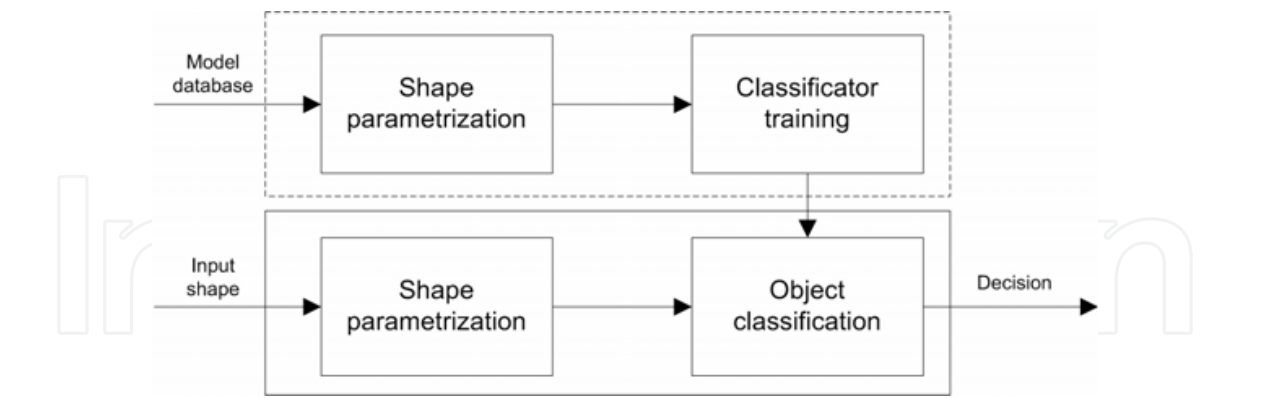 Model
database
Shape
parametrization
Classificator
training
Input
shape
Shape
parametrization
Object
classification
Decision